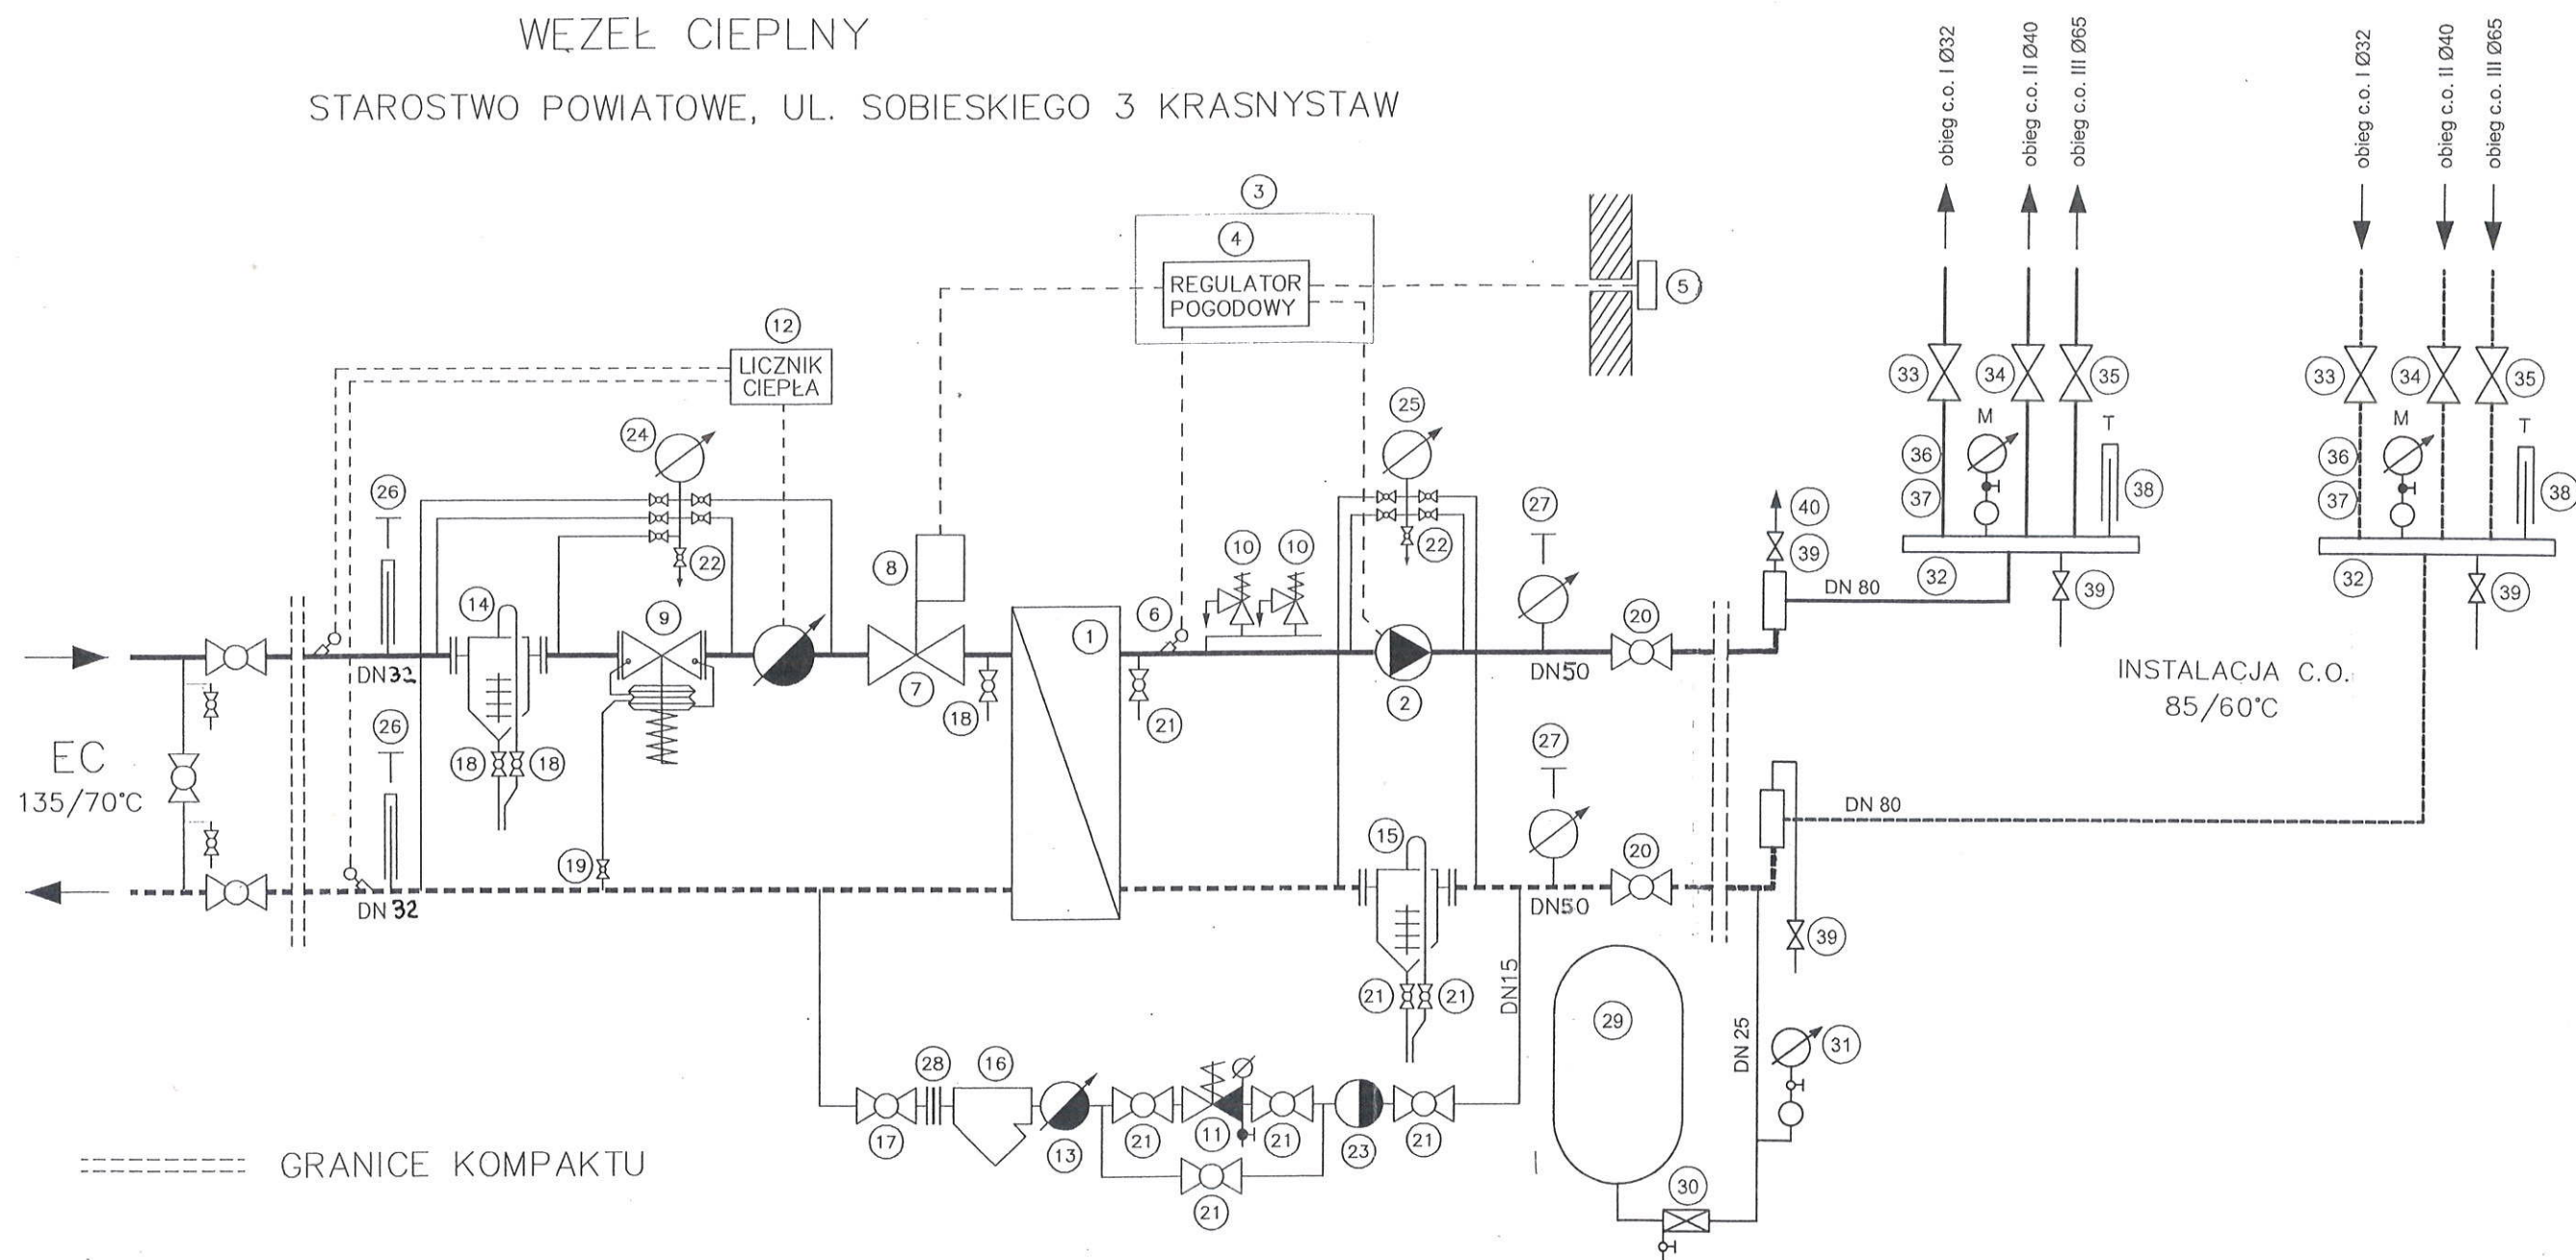 WĘZEŁ CIEPLNY
STAROSTWO POWIATOWE, UL. SOBIESKIEGO 3 KRASNYSTAW
obieg c.o. I Ø32
obieg c.o. II Ø40
obieg c.o. III Ø65
obieg c.o. I Ø32
obieg c.o. II Ø40
obieg c.o. III Ø65
3
4
REGULATOR
POGODOWY
5
12
LICZNIK
CIEPŁA
24
25
33
34
35
33
34
35
M
T
M
T
26
22
22
27
10
10
36
37
38
36
37
38
40
39
32
39
32
39
DN 80
8
14
9
6
1
20
DN32
7
18
21
2
DN50
INSTALACJA C.O.
85/60°C
EC
135/70°C
26
18
18
27
DN 80
15
20
19
DN 32
DN50
39
21
21
DN15
29
DN 25
31
28
16
17
13
21
11
21
23
21
21
30
GRANICE KOMPAKTU